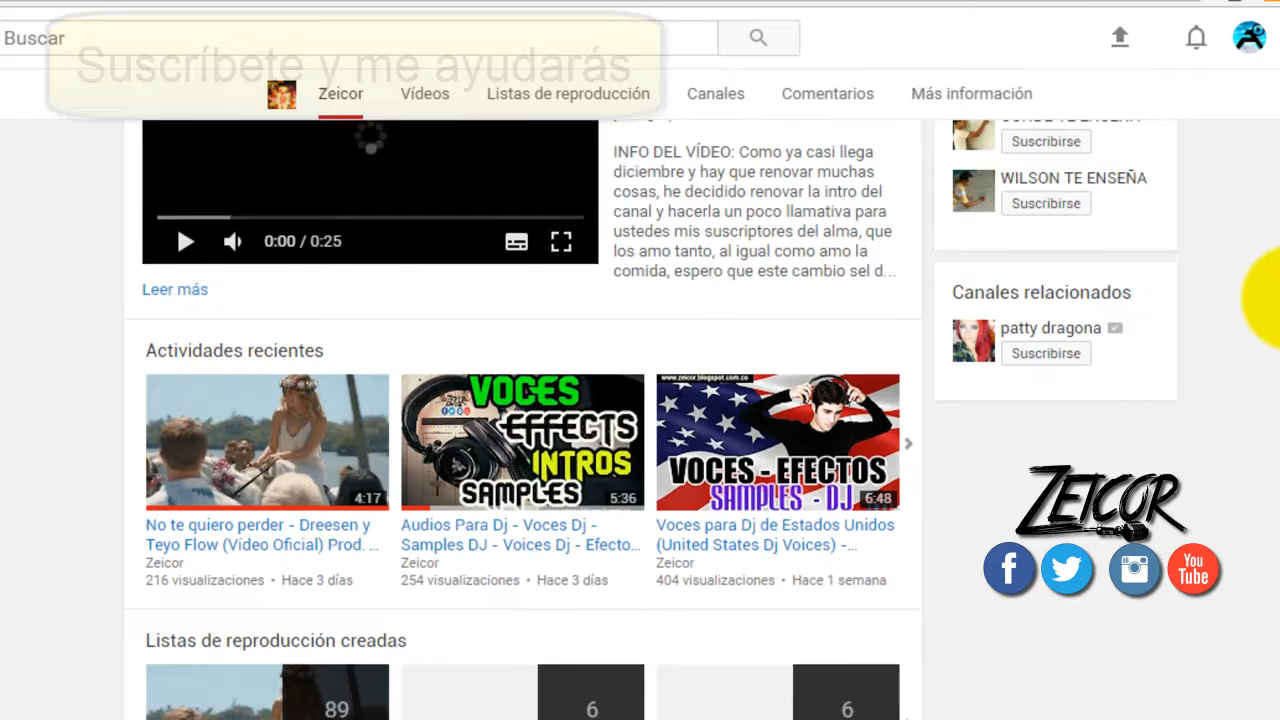 Buscar
Suscríbete y me ayudarás
Zeicor
Vídeos
Listas de reproducción
Canales
Comentarios
Más información
Suscribirse
INFO DEL VÍDEO: Como ya casi llega
diciembre y hay que renovar muchas
cosas, he decidido renovar la intro del
canal y hacerla un poco llamativa para
ustedes mis suscriptores del alma, que
los amo tanto, al igual como amo la
comida, espero que este cambio sel d...
WILSON TE ENSEÑA
Suscribirse
0:00 / 0:25
Leer más
Canales relacionados
patty dragona
Suscribirse
Actividades recientes
4:17
VOCES
EFFECTS
INTROS
SAMPLES
5:36
www.zeicor.blogspot.com.co
VOCES - EFECTOS
SAMPLES - DJ
6:48
No te quiero perder - Dreesen y
Teyo Flow (Vídeo Oficial) Prod. ...
Zeicor
216 visualizaciones • Hace 3 días
Audios Para Dj - Voces Dj -
Samples DJ - Voices Dj - Efecto...
Zeicor
254 visualizaciones • Hace 3 días
Voces para Dj de Estados Unidos
(United States Dj Voices) -...
Zeicor
404 visualizaciones • Hace 1 semana
ZEICOR
You
Tube
Listas de reproducción creadas
89
6
6